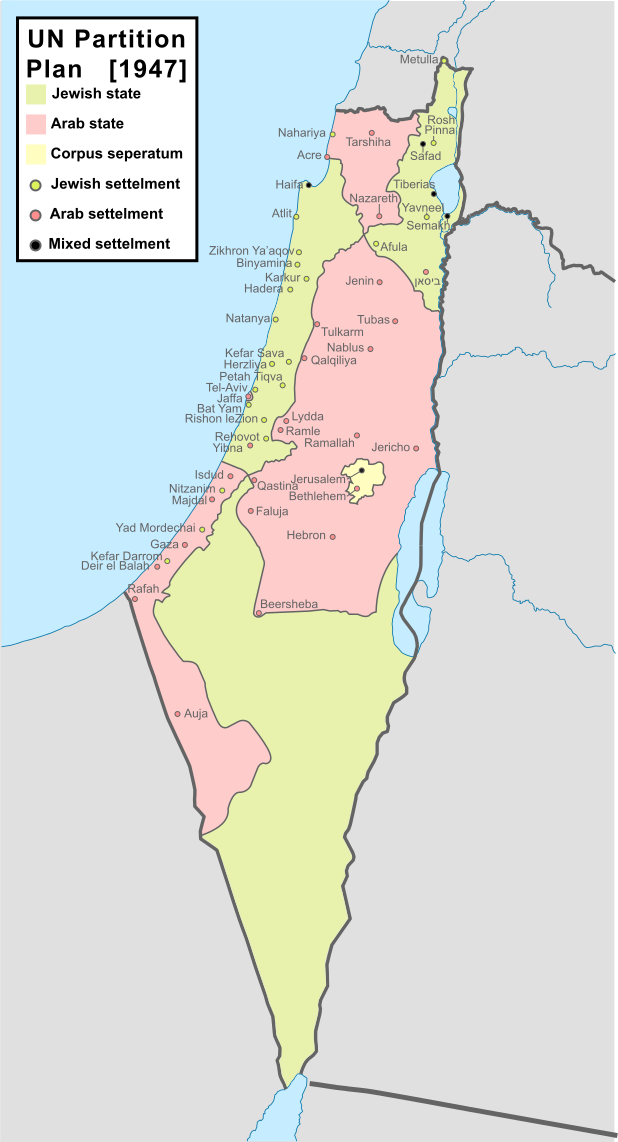 UN Partition
Plan [1947]
Jewish state
Arab state
Corpus seperatum
Jewish settelment
Arab settelment
Mixed settelment
Metulla
Rosh
Pinna
Nahariya
Tarshiha
Acre
Safad
Haifa
Tiberias
Nazareth
Yavneel
Atlit
Semakh
Afula
Zikhron Ya'aqov
Binyamina
Karkur
Hadera
Jenin
ביסאן
Natanya
Tubas
Tulkarm
Nablus
Kefar Sava
Qalqiliya
Herzliya
Petah Tiqva
Tel-Aviv
Jaffa
Bat Yam
Rishon leZion
Lydda
Ramle
Rehovot
Ramallah
Yibna
Jericho
Isdud
Jerusalem
Qastina
Nitzanim
Bethlehem
Majdal
Faluja
Yad Mordechai
Hebron
Gaza
Kefar Darrom
Deir el Balah
Rafah
Beersheba
Auja